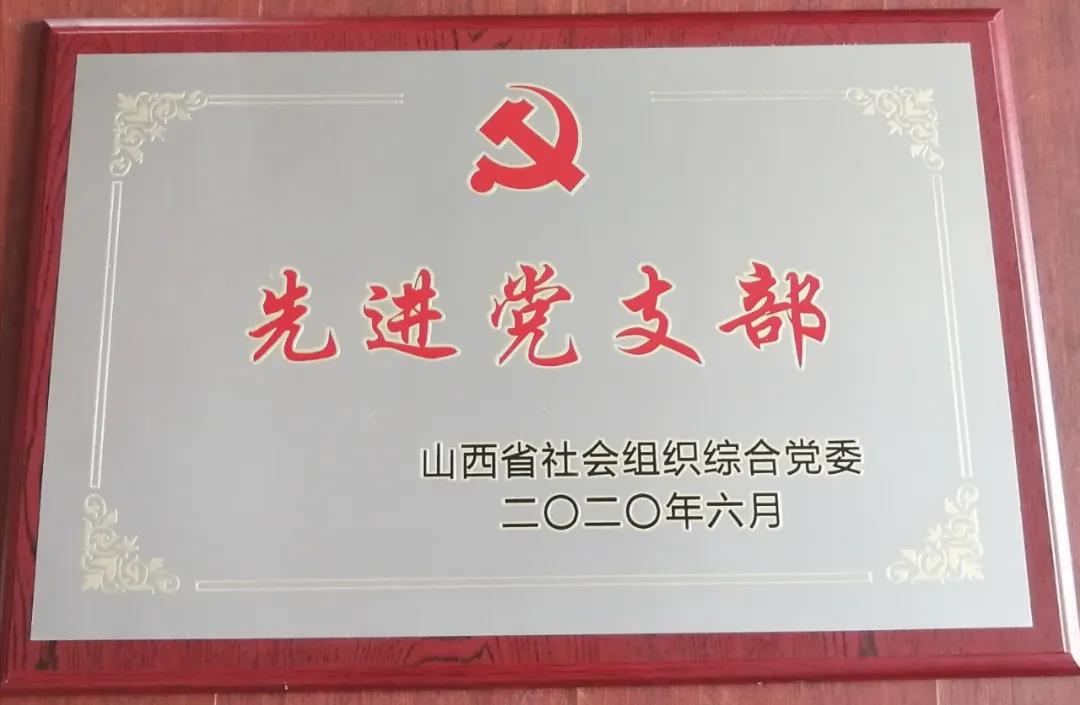 先进党支部
山西省社会组织综合党委
二〇二〇年六月